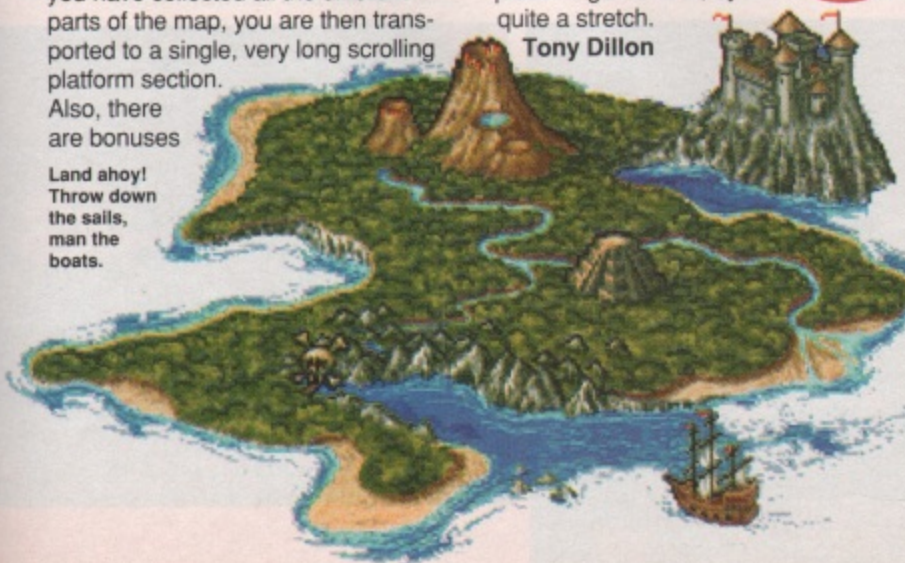 parts of the map, you are then trans-
ported to a single, very long scrolling
platform section.
Also, there
are bonuses
Land ahoy!
Throw down
the sails,
man the
boats.
quite a stretch.
Tony Dillon